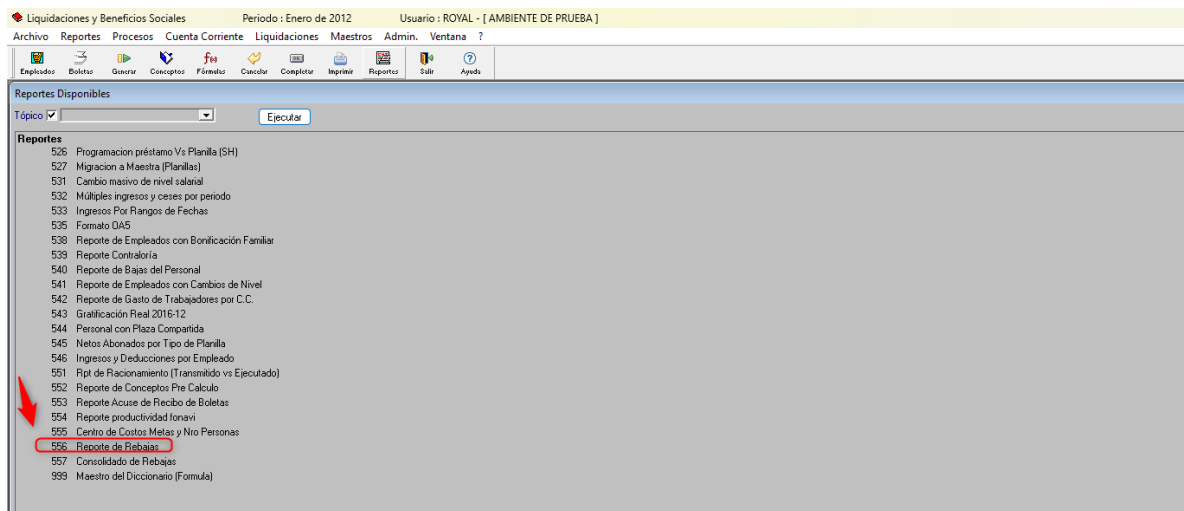 Liquidaciones y Beneficios Sociales Periodo : Enero de 2012 Usuario : ROYAL - [ AMBIENTE DE PRUEBA ]
Archivo Reportes Procesos Cuenta Corriente Liquidaciones Maestros Admin. Ventana ?
Empleados Boletas Generar Conceptos Fórmulas Cancelar Completar Imprimir Reportes Salir Ayuda
Reportes Disponibles
Tópico Ejecutar
Reportes
526 Programacion préstamo Vs Planilla (SH)
527 Migracion a Maestra (Planillas)
531 Cambio masivo de nivel salarial
532 Múltiples ingresos y ceses por periodo
533 Ingresos Por Rangos de Fechas
535 Formato OA5
538 Reporte de Empleados con Bonificación Familiar
539 Reporte Contraloría
540 Reporte de Bajas del Personal
541 Reporte de Empleados con Cambios de Nivel
542 Reporte de Gasto de Trabajadores por C.C.
543 Gratificación Real 2016-12
544 Personal con Plaza Compartida
545 Netos Abonados por Tipo de Planilla
546 Ingresos y Deducciones por Empleado
551 Rpt de Racionamiento (Transmitido vs Ejecutado)
552 Reporte de Conceptos Pre Calculo
553 Reporte Acuse de Recibo de Boletas
554 Reporte productividad fonavi
555 Centro de Costos Metas y Nro Personas
556 Reporte de Rebajas
557 Consolidado de Rebajas
999 Maestro del Diccionario (Formula)